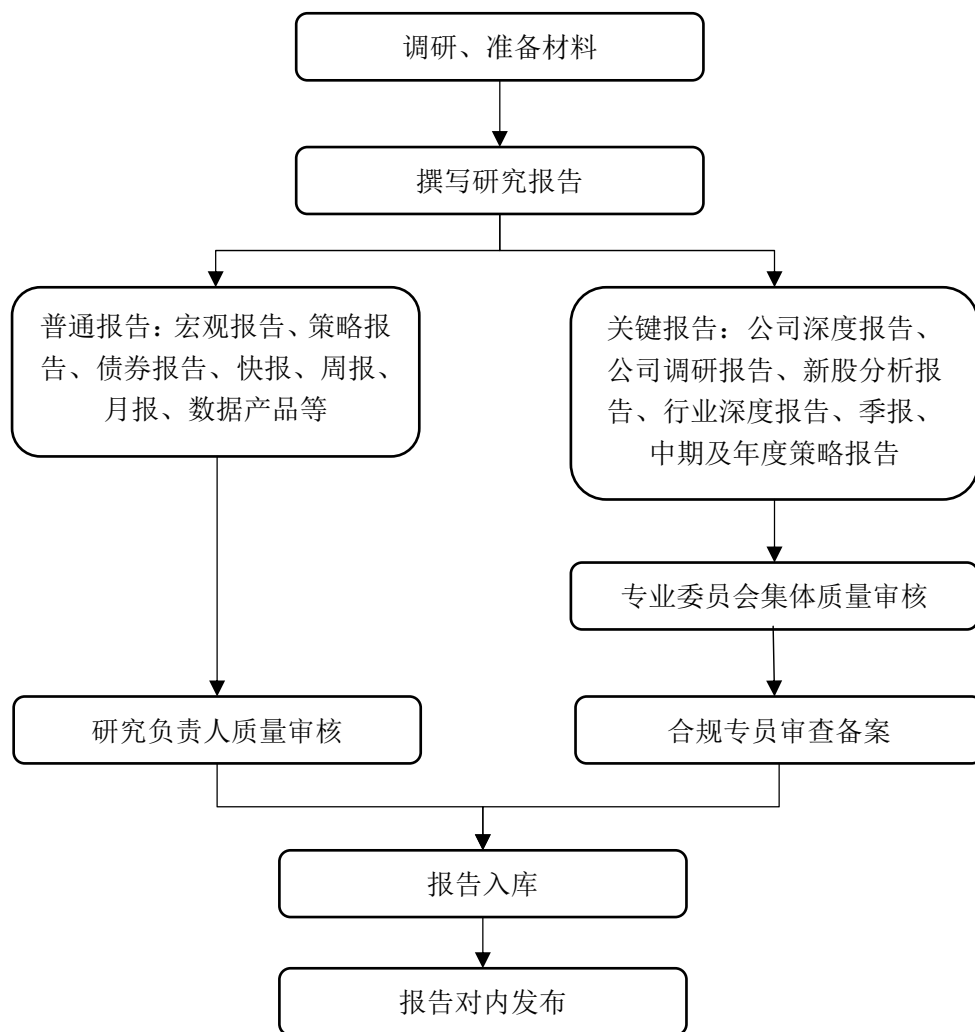 调研、准备材料
撰写研究报告
普通报告：宏观报告、策略报
告、债券报告、快报、周报、
月报、数据产品等
关键报告：公司深度报告、
公司调研报告、新股分析报
告、行业深度报告、季报、
中期及年度策略报告
专业委员会集体质量审核
研究负责人质量审核
合规专员审查备案
报告入库
报告对内发布